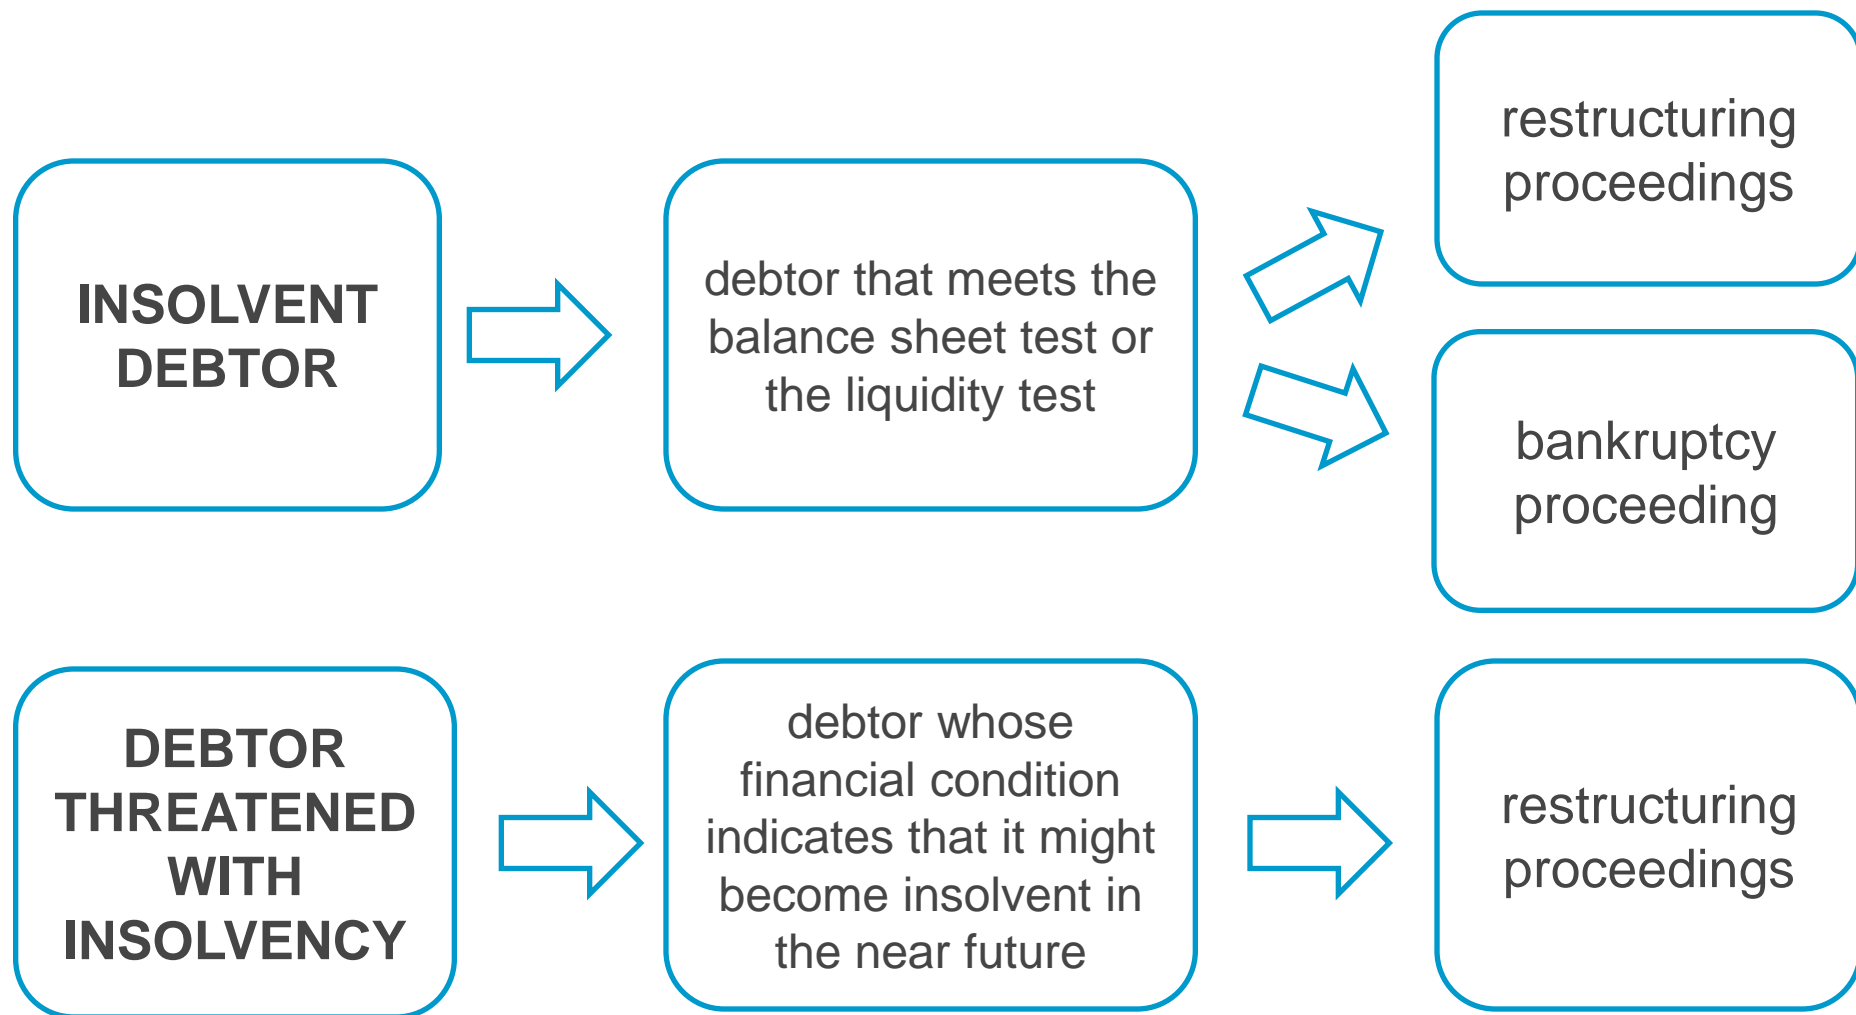 INSOLVENT
DEBTOR
debtor that meets the
balance sheet test or
the liquidity test
restructuring
proceedings
bankruptcy
proceeding
DEBTOR
THREATENED
WITH
INSOLVENCY
debtor whose
financial condition
indicates that it might
become insolvent in
the near future
restructuring
proceedings